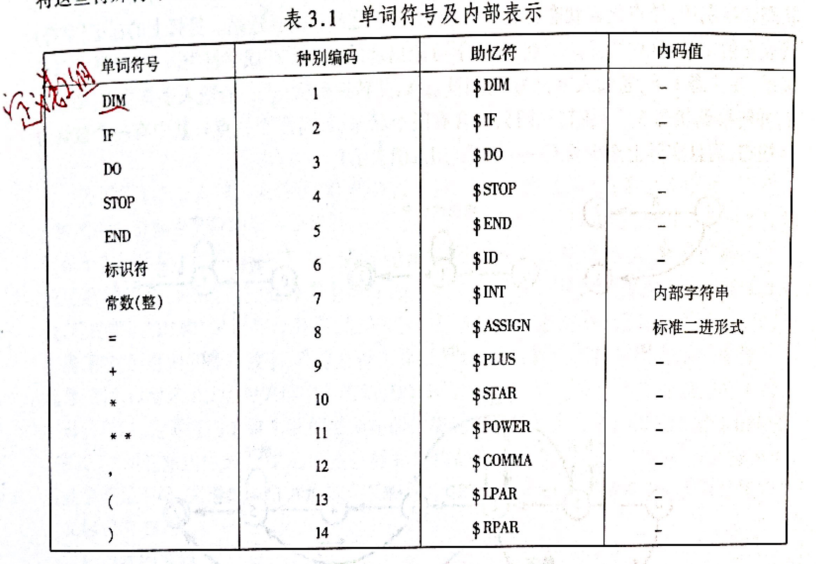 表3.1 单词符号及内部表示
单词符号 种别编码 助忆符 内码值
DIM 1 $DIM -
IF 2 $IF -
DO 3 $DO -
STOP 4 $STOP -
END 5 $END -
标识符 6 $ID -
常数(整) 7 $INT 内部字符串
= 8 $ASSIGN 标准二进形式
+ 9 $PLUS -
* 10 $STAR -
** 11 $POWER -
, 12 $COMMA -
( 13 $LPAR -
) 14 $RPAR -